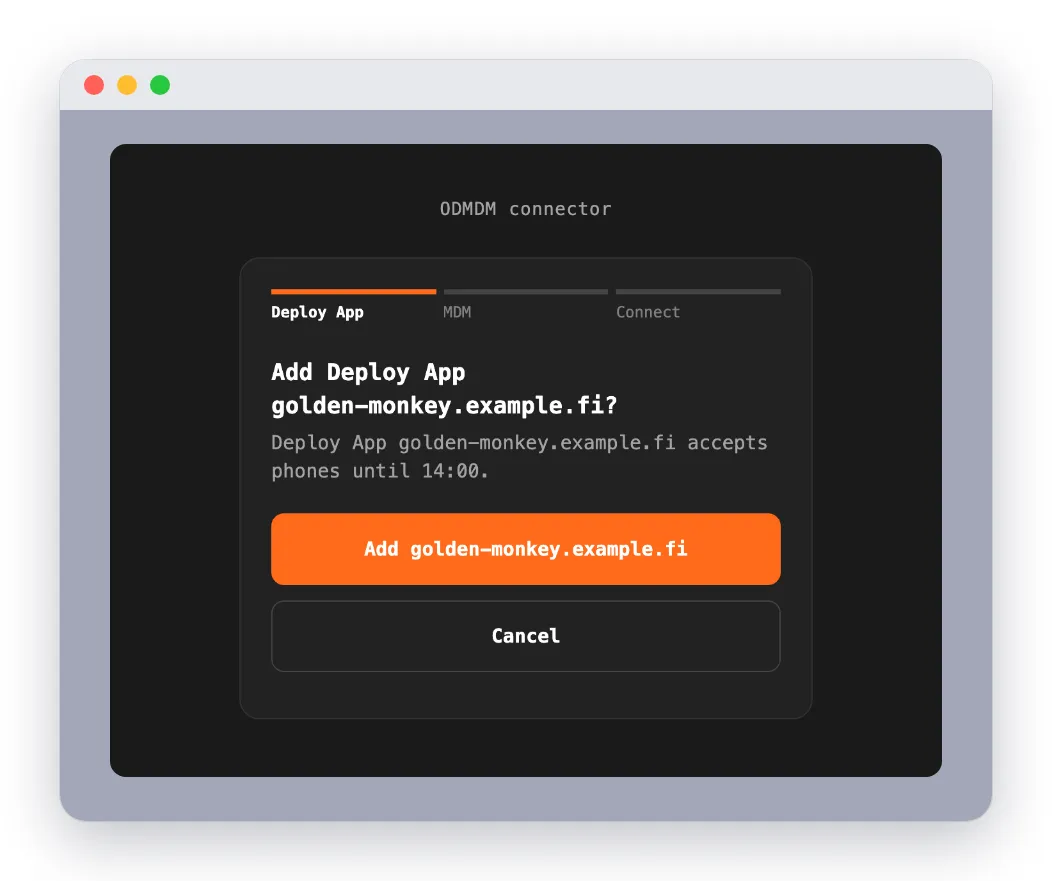 ODMDM connector
Deploy App
MDM
Connect
Add Deploy App
golden-monkey.example.fi?
Deploy App golden-monkey.example.fi accepts
phones until 14:00.
Add golden-monkey.example.fi
Cancel